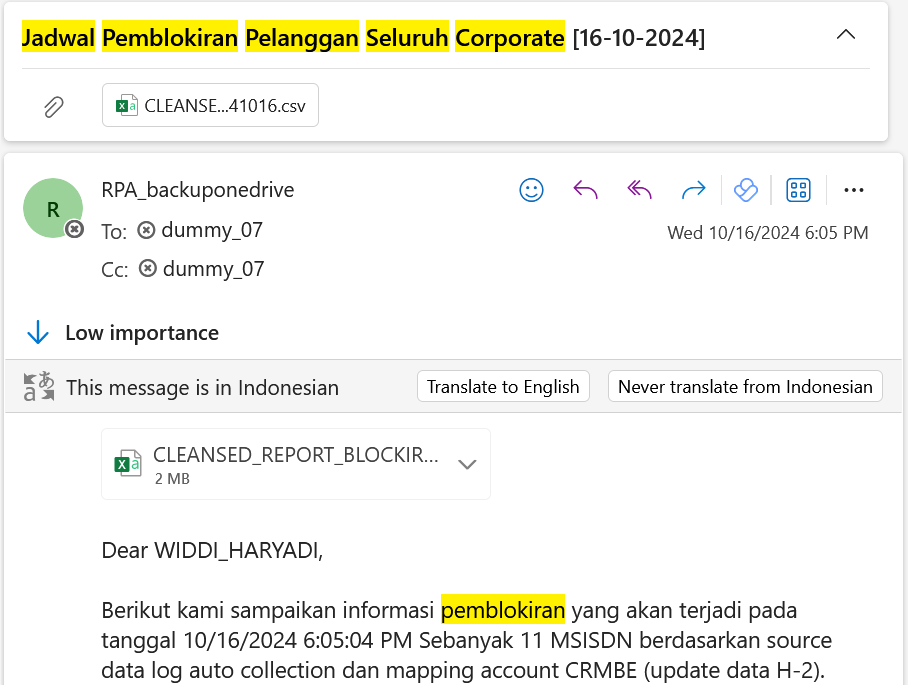 Jadwal Pemblokiran Pelanggan Seluruh Corporate [16-10-2024]
CLEANSE...41016.csv
R
RPA_backuponedrive
To: dummy_07
Wed 10/16/2024 6:05 PM
Cc: dummy_07
Low importance
This message is in Indonesian
Translate to English
Never translate from Indonesian
CLEANSED_REPORT_BLOCKIR...
2 MB
Dear WIDDI_HARYADI,
Berikut kami sampaikan informasi pemblokiran yang akan terjadi pada
tanggal 10/16/2024 6:05:04 PM Sebanyak 11 MSISDN berdasarkan source
data log auto collection dan mapping account CRMBE (update data H-2).